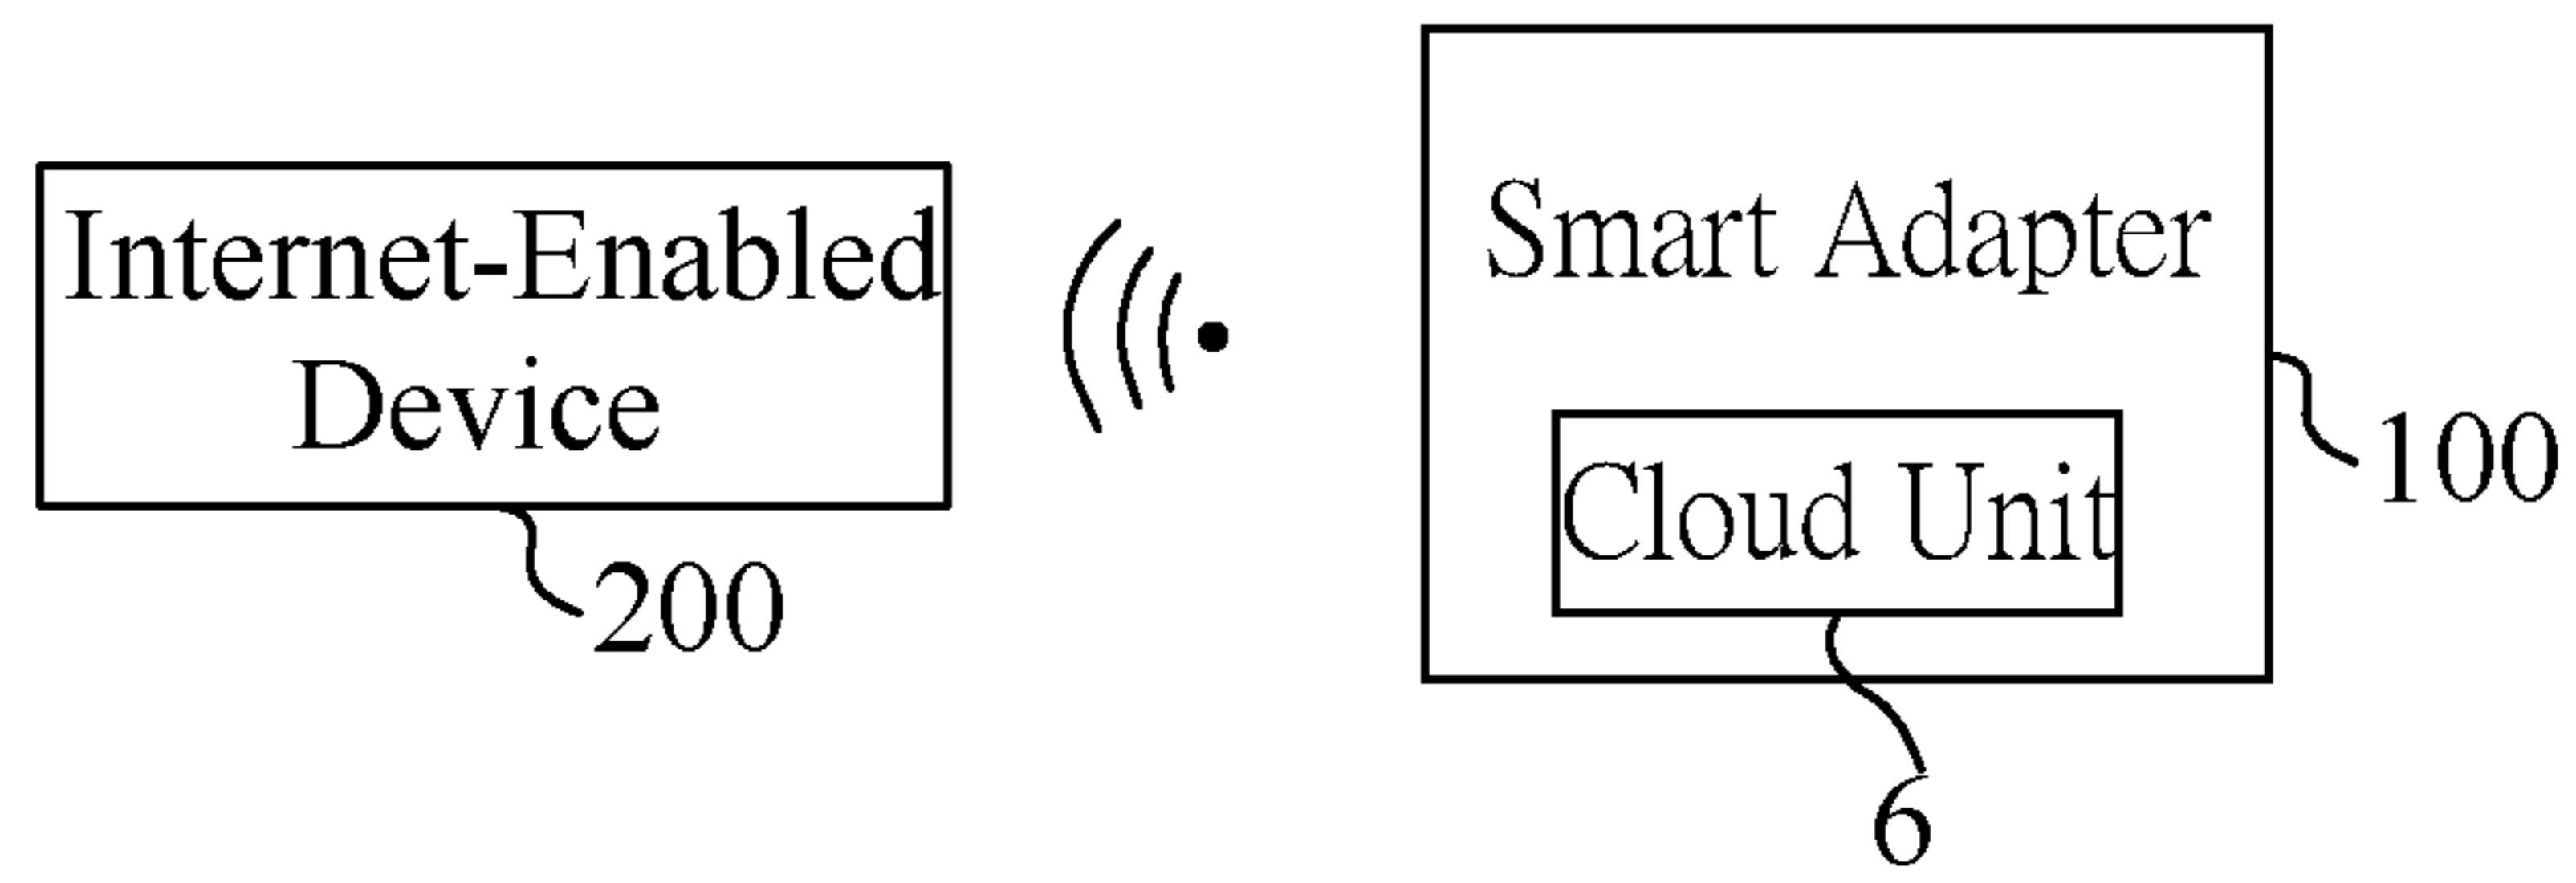 Internet-Enabled
Device
200
Smart Adapter
Cloud Unit
100
6